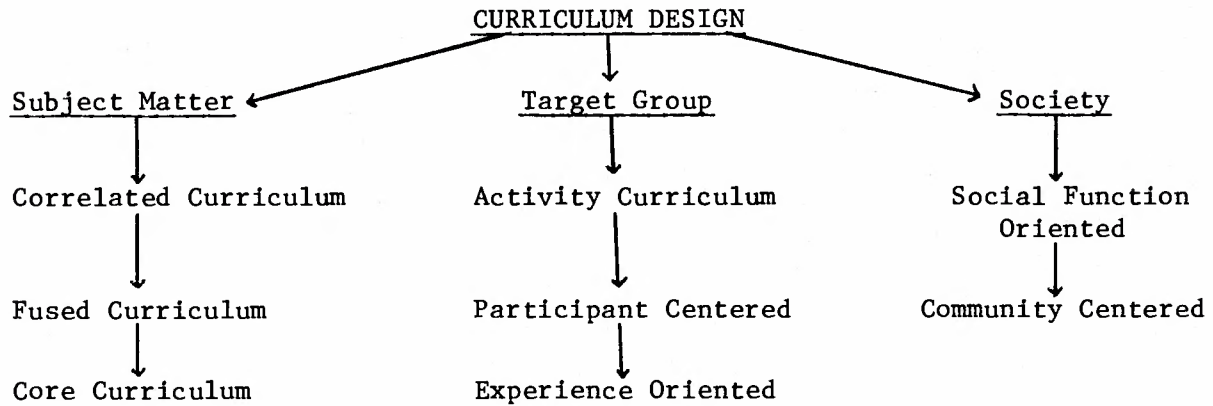 CURRICULUM DESIGN
Subject Matter
Target Group
Society
Correlated Curriculum
Activity Curriculum
Social Function
Oriented
Fused Curriculum
Participant Centered
Community Centered
Core Curriculum
Experience Oriented